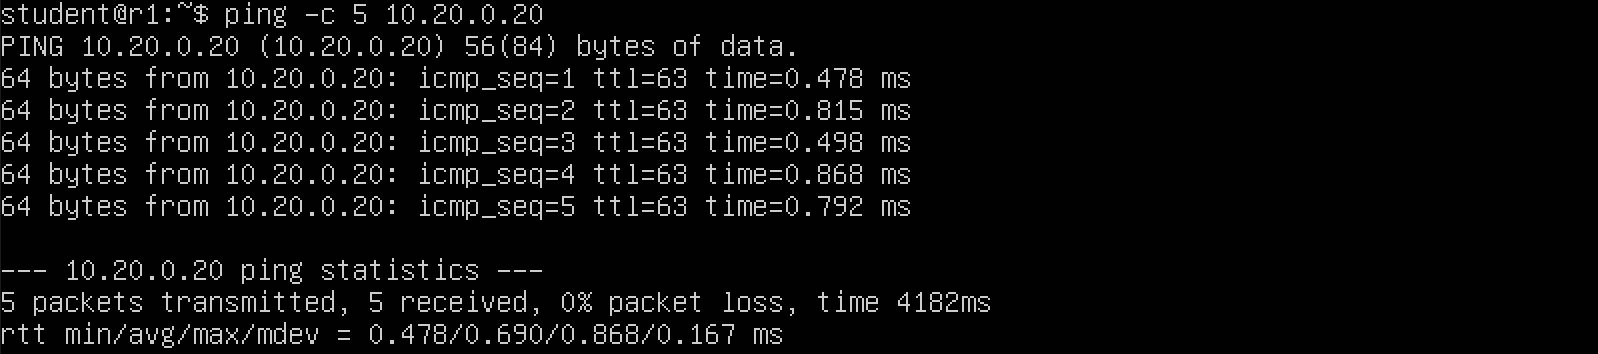 student@r1:~$ ping -c 5 10.20.0.20
PING 10.20.0.20 (10.20.0.20) 56(84) bytes of data.
64 bytes from 10.20.0.20: icmp_seq=1 ttl=63 time=0.478 ms
64 bytes from 10.20.0.20: icmp_seq=2 ttl=63 time=0.815 ms
64 bytes from 10.20.0.20: icmp_seq=3 ttl=63 time=0.498 ms
64 bytes from 10.20.0.20: icmp_seq=4 ttl=63 time=0.868 ms
64 bytes from 10.20.0.20: icmp_seq=5 ttl=63 time=0.792 ms

--- 10.20.0.20 ping statistics ---
5 packets transmitted, 5 received, 0% packet loss, time 4182ms
rtt min/avg/max/mdev = 0.478/0.690/0.868/0.167 ms